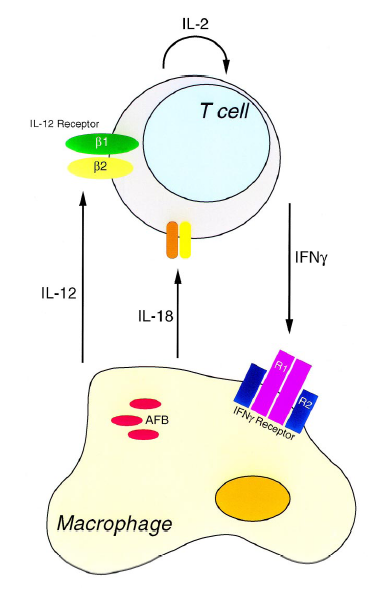 IL-2
T cell
IL-12 Receptor
β1
β2
IFNγ
IL-12
IL-18
R1
R2
IFNγ Receptor
AFB
Macrophage